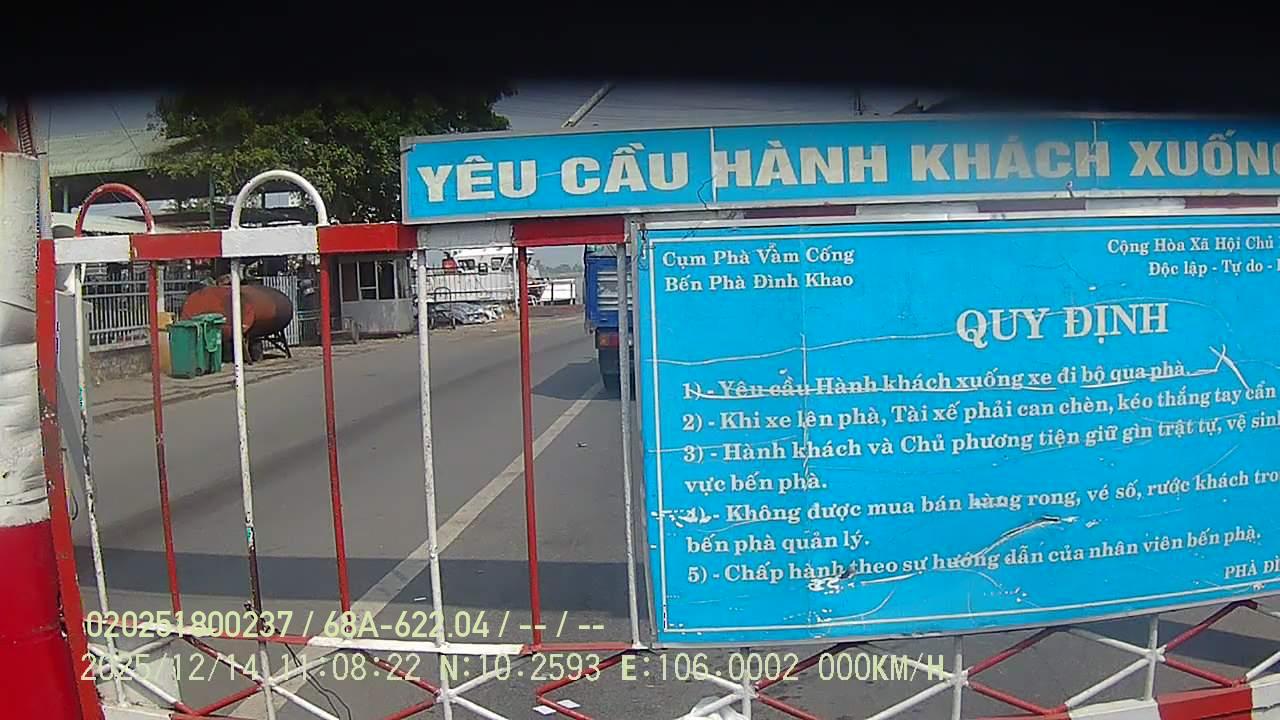 YÊU CẦU HÀNH KHÁCH XUỐNG
Cụm Phà Vàm Cống
Bến Phà Đình Khao
Cộng Hòa Xã Hội Chủ
Độc lập - Tự do -
QUY ĐỊNH
1) - Yêu cầu Hành khách xuống xe đi bộ qua phà.
2) - Khi xe lên phà, Tài xế phải can chèn, kéo thắng tay cẩn
3) - Hành khách và Chủ phương tiện giữ gìn trật tự, vệ sinh
vực bến phà.
4) - Không được mua bán hàng rong, vé số, rước khách tro
bến phà quản lý.
5) - Chấp hành theo sự hướng dẫn của nhân viên bến phà.
PHÀ ĐÌ
020251800237 / 68A-622.04 / -- / --
2025/12/14 11:08:22 N:10.2593 E:106.0002 000KM/H